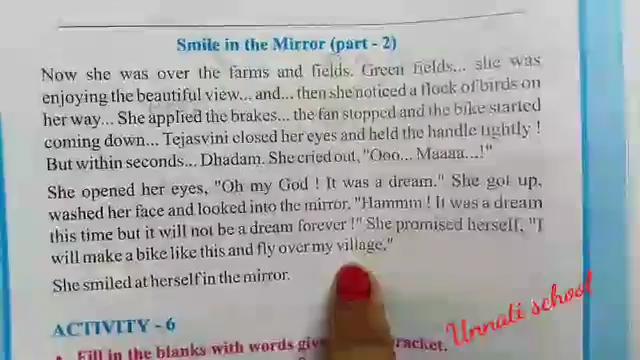 Smile in the Mirror (part - 2)
Now she was over the farms and fields. Green fields... she was
enjoying the beautiful view... and... then she noticed a flock of birds on
her way... She applied the brakes... the fan stopped and the bike started
coming down... Tejasvini closed her eyes and held the handle tightly !
But within seconds... Dhadam. She cried out, "Ooo... Maaaa...!"
She opened her eyes, "Oh my God ! It was a dream." She got up,
washed her face and looked into the mirror. "Hammm ! It was a dream
this time but it will not be a dream forever !" She promised herself, "I
will make a bike like this and fly over my village."
She smiled at herself in the mirror.
ACTIVITY - 6
Fill in the blanks with words bracket.
Unnati school